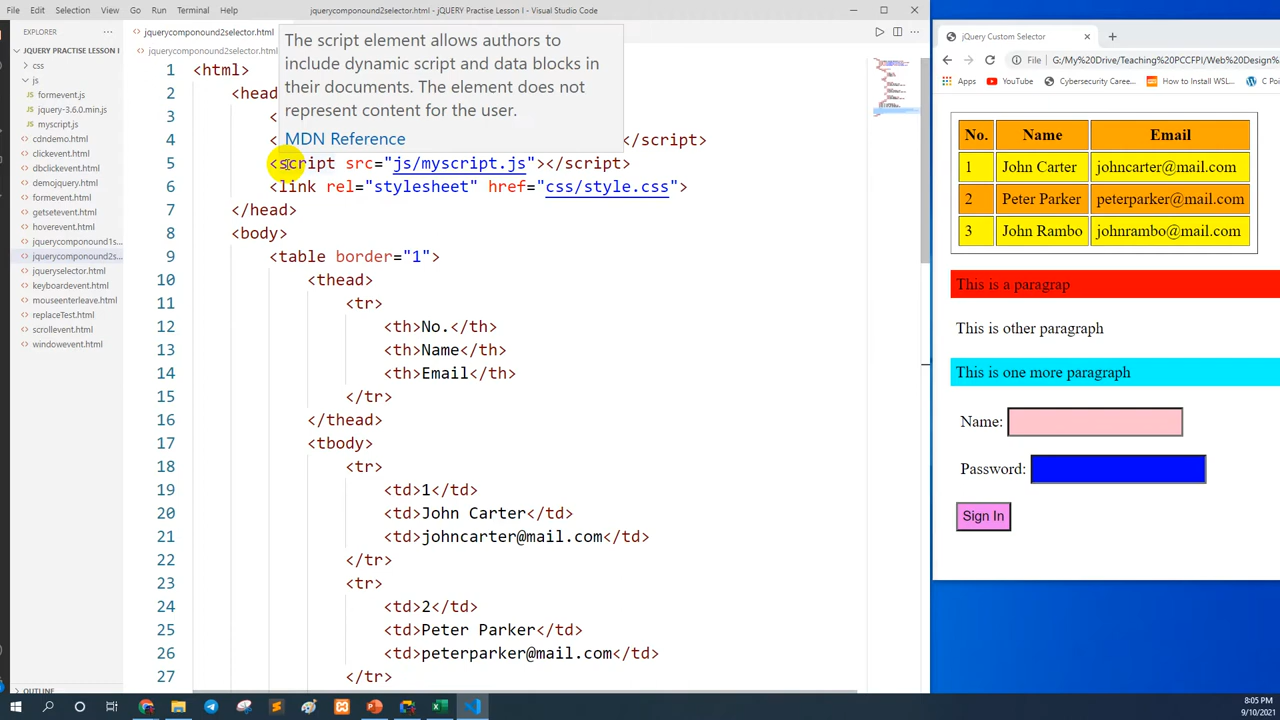 File Edit Selection View Go Run Terminal Help jquerycomponound2selector.html - jQUERY Practise Lesson I - Visual Studio Code
EXPLORER ···
JQUERY PRACTISE LESSON I
css
js
formevent.js
jquery-3.6.0.min.js
myscript.js
cdndemo.html
clickevent.html
dbclickevent.html
demojquery.html
formevent.html
getsetevent.html
hoverevent.html
jquerycomponound1s...
jquerycomponound2s...
jqueryselector.html
keyboardevent.html
mouseenterleave.html
replaceTest.html
scrollevent.html
windowevent.html
OUTLINE
jquerycomponound2selector.html
jquerycomponound2selector.html
The script element allows authors to
include dynamic script and data blocks in
their documents. The element does not
represent content for the user.
MDN Reference
1 <html>
2 <head
3 <
4 < </script>
5 <script src="js/myscript.js"></script>
6 <link rel="stylesheet" href="css/style.css">
7 </head>
8 <body>
9 <table border="1">
10 <thead>
11 <tr>
12 <th>No.</th>
13 <th>Name</th>
14 <th>Email</th>
15 </tr>
16 </thead>
17 <tbody>
18 <tr>
19 <td>1</td>
20 <td>John Carter</td>
21 <td>johncarter@mail.com</td>
22 </tr>
23 <tr>
24 <td>2</td>
25 <td>Peter Parker</td>
26 <td>peterparker@mail.com</td>
27 </tr>
jQuery Custom Selector
File G:/My%20Drive/Teaching%20PCCFPI/Web%20Design%
Apps YouTube Cybersecurity Career... How to Install WSL... C Poi
No. Name Email
1 John Carter johncarter@mail.com
2 Peter Parker peterparker@mail.com
3 John Rambo johnrambo@mail.com
This is a paragrap
This is other paragraph
This is one more paragraph
Name:
Password:
Sign In
8:05 PM
9/10/2021